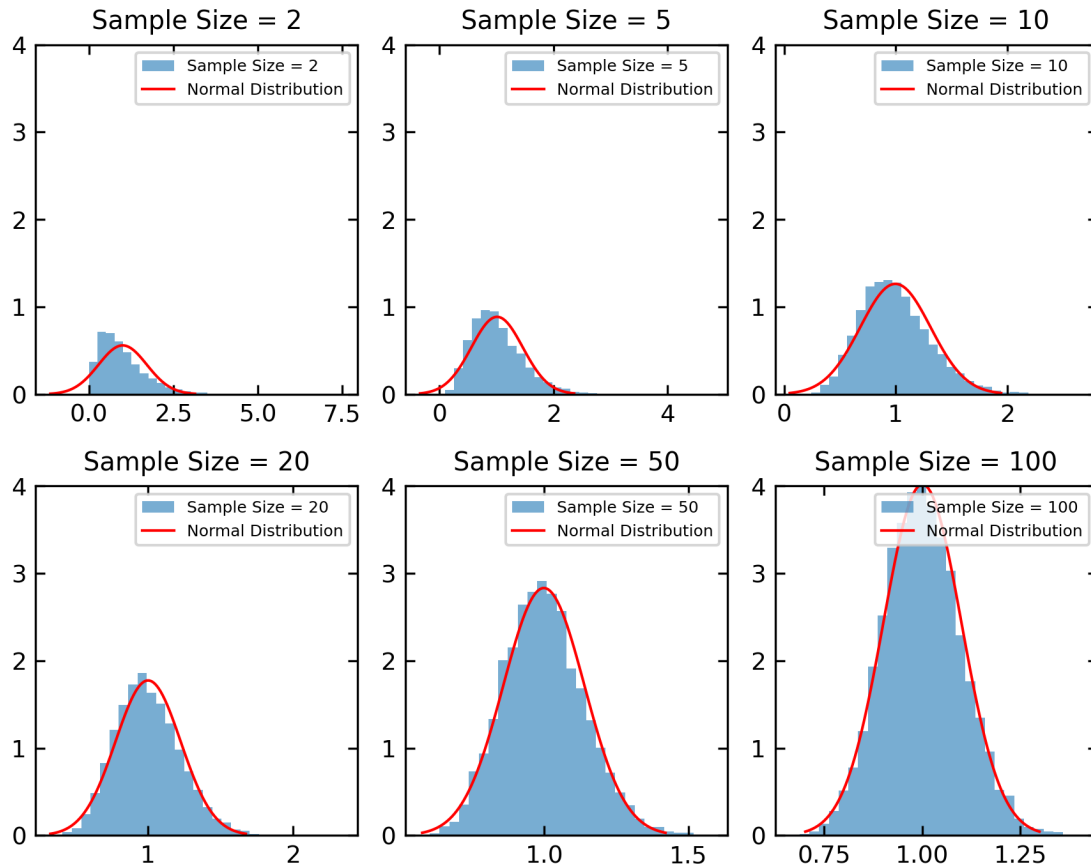 Sample Size = 2
Sample Size = 5
Sample Size = 10
4
3
2
1
0
Sample Size = 2
Normal Distribution
0.0 2.5 5.0 7.5
4
3
2
1
0
Sample Size = 5
Normal Distribution
0 2 4
4
3
2
1
0
Sample Size = 10
Normal Distribution
0 1 2
Sample Size = 20
Sample Size = 50
Sample Size = 100
4
3
2
1
0
Sample Size = 20
Normal Distribution
1 2
4
3
2
1
0
Sample Size = 50
Normal Distribution
1.0 1.5
4
3
2
1
0
Sample Size = 100
Normal Distribution
0.75 1.00 1.25